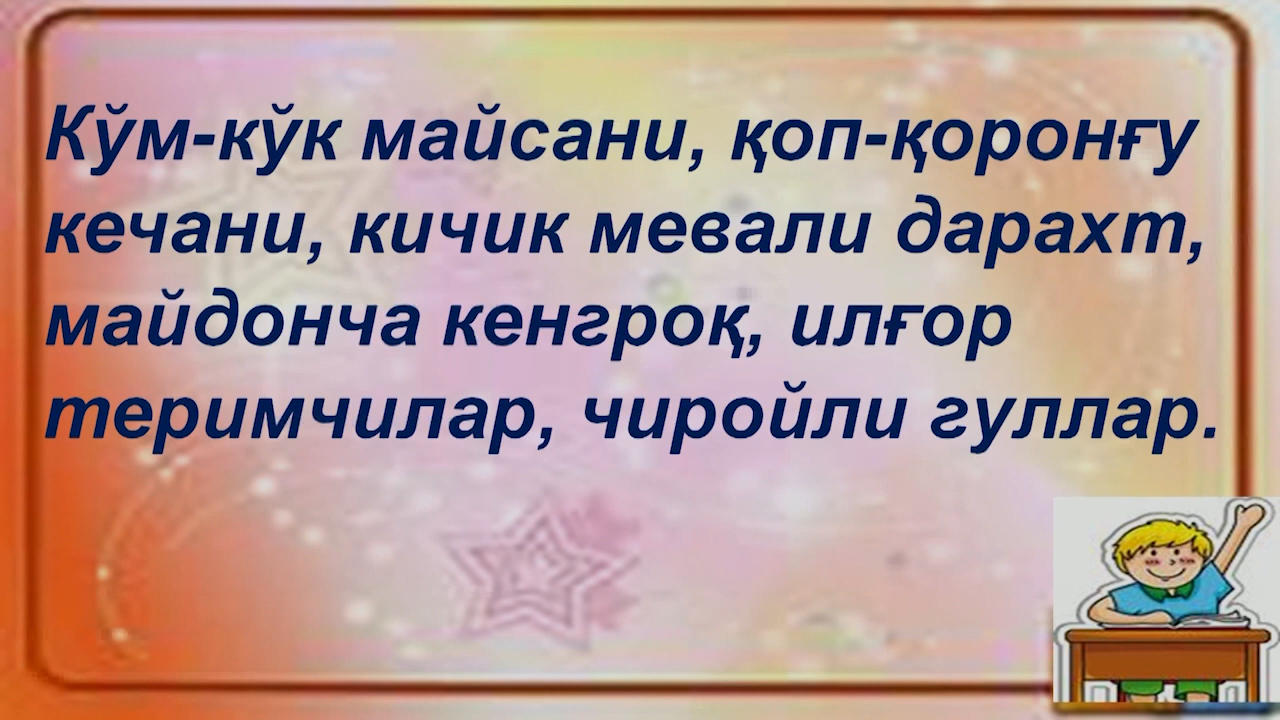 Кўм-кўк майсани, қоп-қоронғу
кечани, кичик мевали дарахт,
майдонча кенгроқ, илғор
теримчилар, чиройли гуллар.